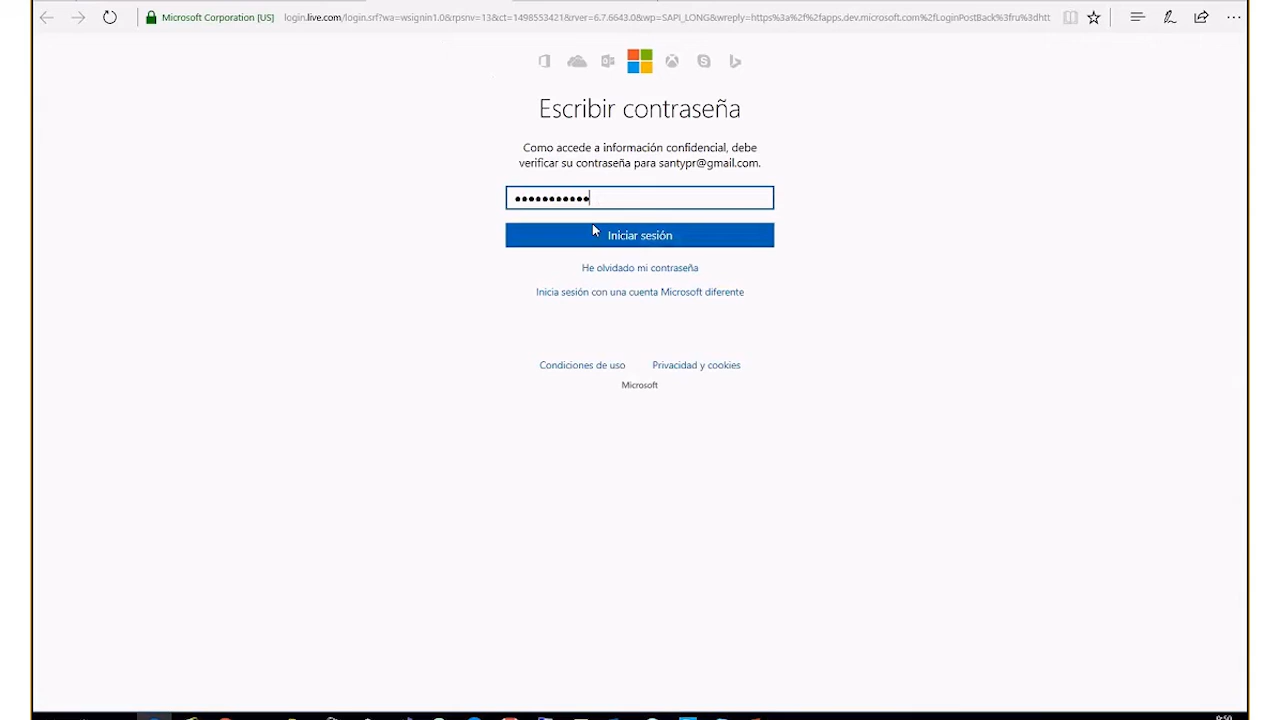 Microsoft Corporation [US] login.live.com/login.srf?wa=wsignin1.0&rpsnv=13&ct=1498553421&rver=6.7.6643.0&wp=SAPI_LONG&wreply=https%3a%2f%2fapps.dev.microsoft.com%2fLoginPostBack%3fru%3dhtt
Escribir contraseña
Como accede a información confidencial, debe
verificar su contraseña para santypr@gmail.com.
Iniciar sesión
He olvidado mi contraseña
Inicia sesión con una cuenta Microsoft diferente
Condiciones de uso Privacidad y cookies
Microsoft